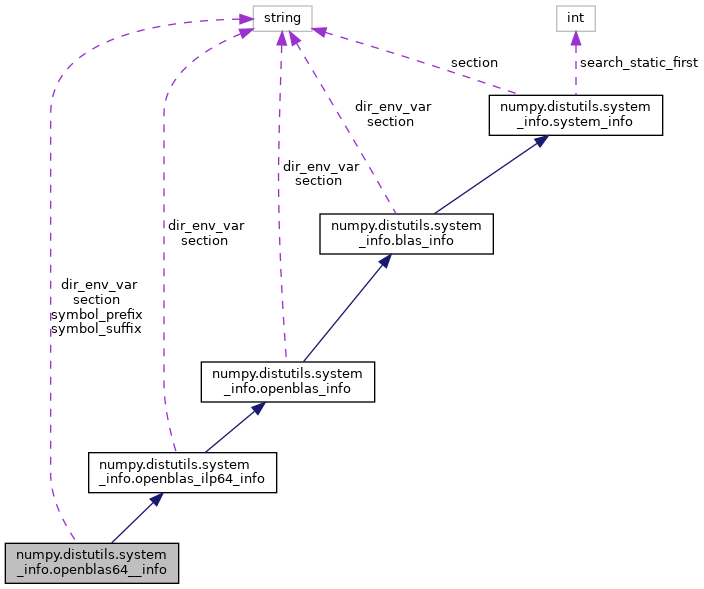 string
int
section
search_static_first
numpy.distutils.system
_info.system_info
dir_env_var
section
dir_env_var
section
numpy.distutils.system
_info.blas_info
dir_env_var
section
dir_env_var
section
symbol_prefix
symbol_suffix
numpy.distutils.system
_info.openblas_info
numpy.distutils.system
_info.openblas_ilp64_info
numpy.distutils.system
_info.openblas64__info